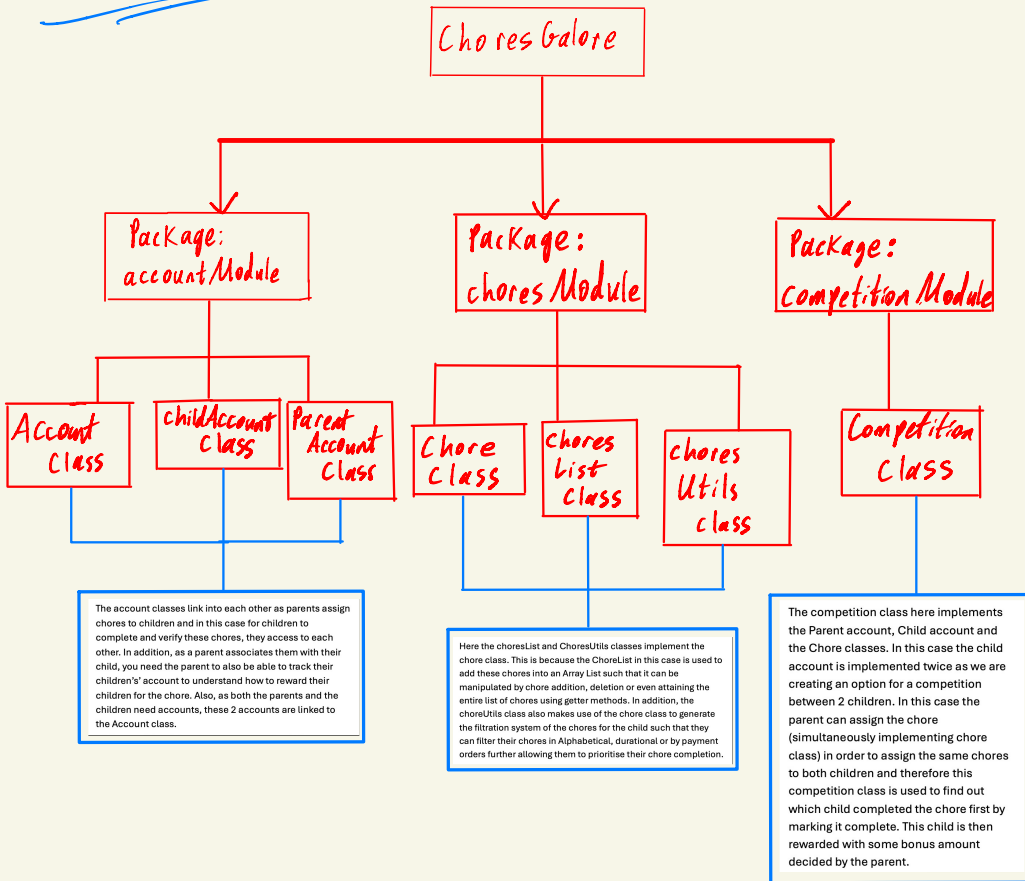 Chores Galore
Package:
accountModule
Package:
choresModule
Package:
competitionModule
Account
Class
childAccount
Class
Parent
Account
Class
Chore
Class
chores
List
Class
chores
Utils
class
Competition
Class
The account classes link into each other as parents assign
chores to children and in this case for children to
complete and verify these chores, they access to each
other. In addition, as a parent associates them with their
child, you need the parent to also be able to track their
children's' account to understand how to reward their
children for the chore. Also, as both the parents and the
children need accounts, these 2 accounts are linked to
the Account class.
Here the choresList and ChoresUtils classes implement the
chore class. This is because the ChoreList in this case is used to
add these chores into an Array List such that it can be
manipulated by chore addition, deletion or even attaining the
entire list of chores using getter methods. In addition, the
choreUtils class also makes use of the chore class to generate
the filtration system of the chores for the child such that they
can filter their chores in Alphabetical, durational or by payment
orders further allowing them to prioritise their chore completion.
The competition class here implements
the Parent account, Child account and
the Chore classes. In this case the child
account is implemented twice as we are
creating an option for a competition
between 2 children. In this case the
parent can assign the chore
(simultaneously implementing chore
class) in order to assign the same chores
to both children and therefore this
competition class is used to find out
which child completed the chore first by
marking it complete. This child is then
rewarded with some bonus amount
decided by the parent.